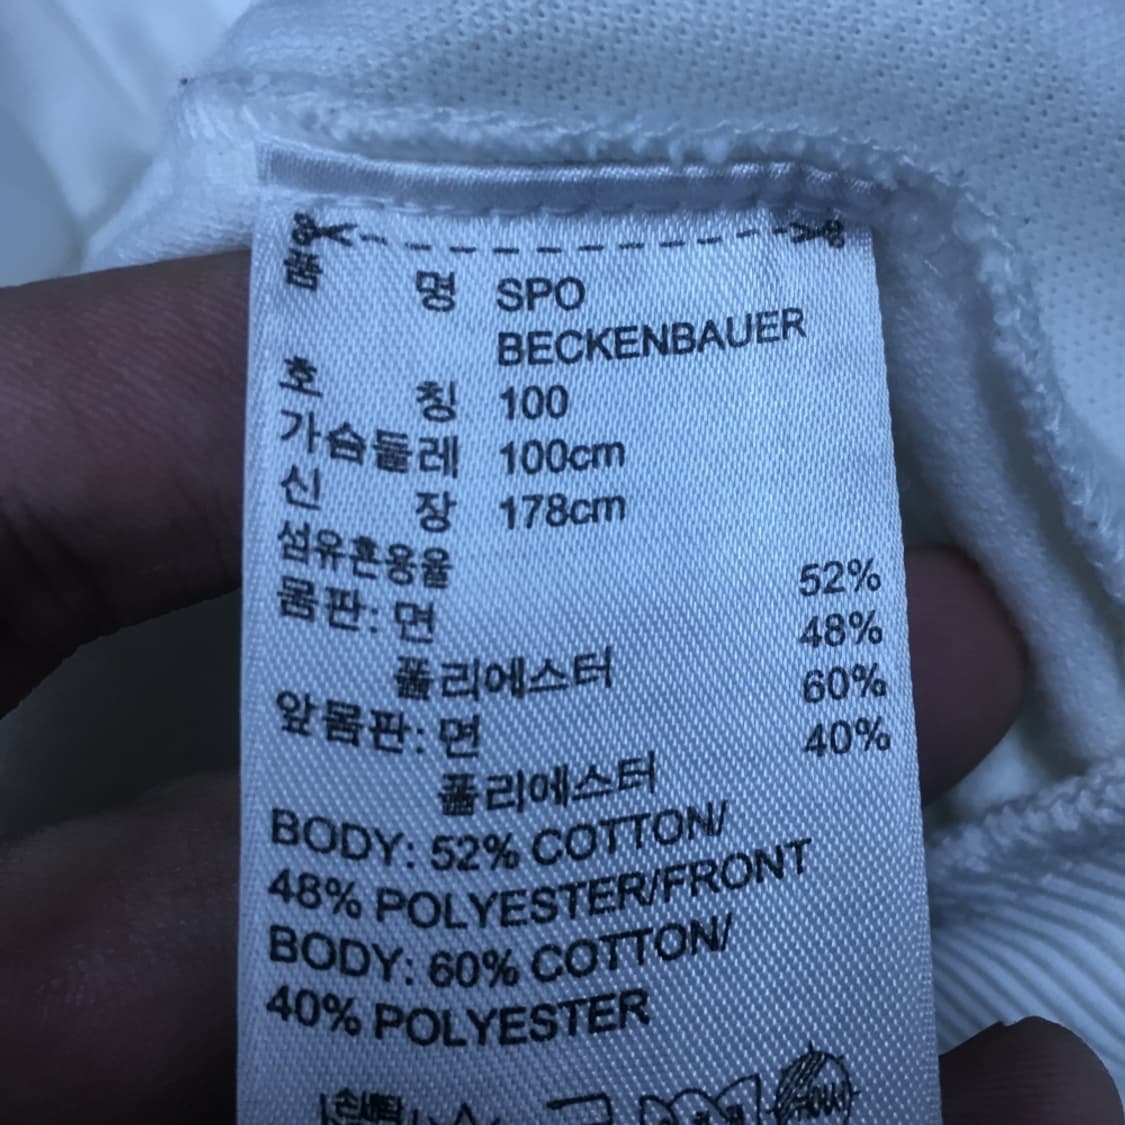 품 명 SPO
BECKENBAUER
호 칭 100
가슴둘레 100cm
신 장 178cm
섬유혼용율
몸판: 면 52%
폴리에스터 48%
앞몸판: 면 60%
폴리에스터 40%
BODY: 52% COTTON/
48% POLYESTER/FRONT
BODY: 60% COTTON/
40% POLYESTER